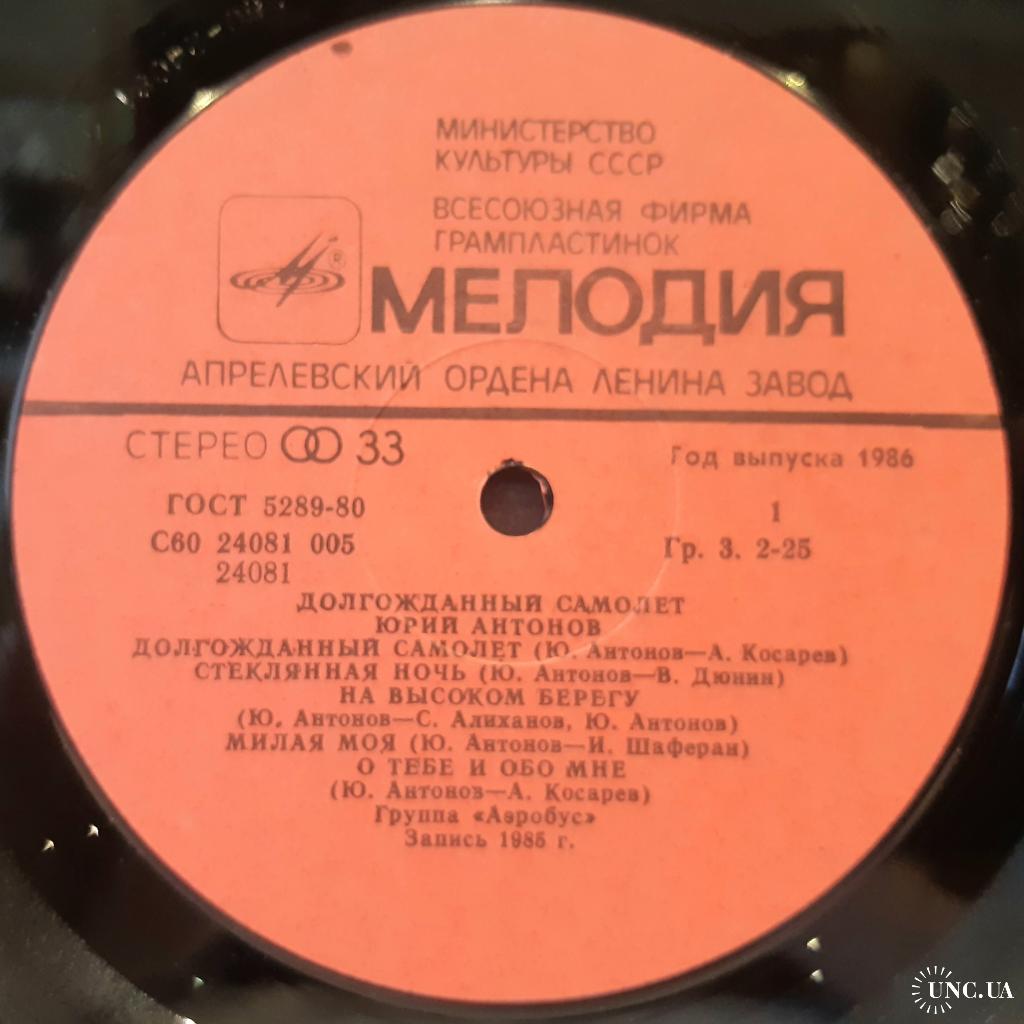 МИНИСТЕРСТВО
КУЛЬТУРЫ СССР
ВСЕСОЮЗНАЯ ФИРМА
ГРАМПЛАСТИНОК
®
МЕЛОДИЯ
АПРЕЛЕВСКИЙ ОРДЕНА ЛЕНИНА ЗАВОД
СТЕРЕО 33
Год выпуска 1986
ГОСТ 5289-80
1
С60 24081 005
Гр. 3. 2-25
24081
ДОЛГОЖДАННЫЙ САМОЛЕТ
ЮРИЙ АНТОНОВ
ДОЛГОЖДАННЫЙ САМОЛЕТ (Ю. Антонов—А. Косарев)
СТЕКЛЯННАЯ НОЧЬ (Ю. Антонов—В. Дюнин)
НА ВЫСОКОМ БЕРЕГУ
(Ю. Антонов—С. Алиханов, Ю. Антонов)
МИЛАЯ МОЯ (Ю. Антонов—И. Шаферан)
О ТЕБЕ И ОБО МНЕ
(Ю. Антонов—А. Косарев)
Группа «Аэробус»
Запись 1985 г.
UNC.UA